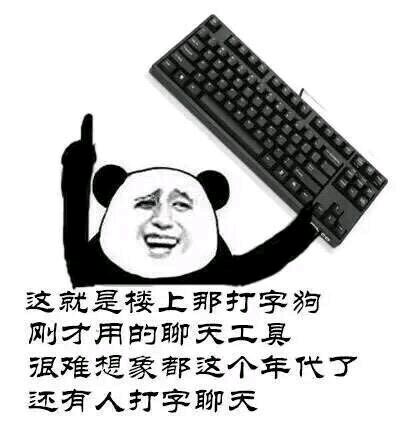 这就是楼上那打字狗
刚才用的聊天工具
很难想象都这个年代了
还有人打字聊天